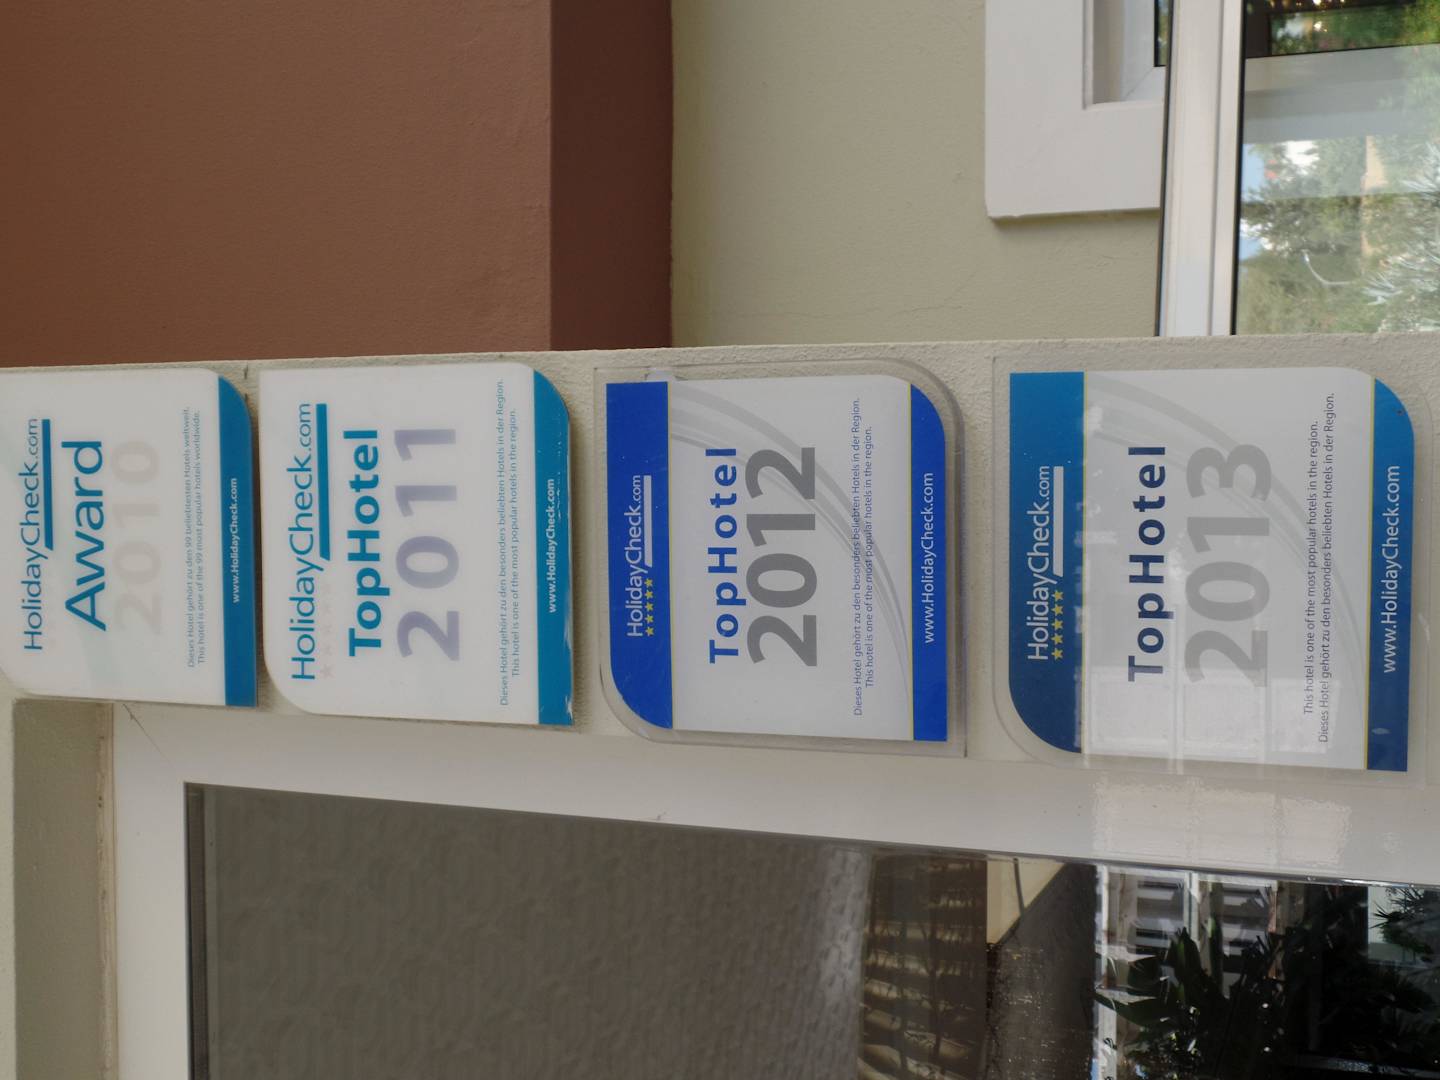 HolidayCheck.com
Award
2010
Dieses Hotel gehört zu den 99 beliebtesten Hotels weltweit.
This hotel is one of the 99 most popular hotels worldwide.
www.HolidayCheck.com
HolidayCheck.com
TopHotel
2011
Dieses Hotel gehört zu den besonders beliebten Hotels in der Region.
This hotel is one of the most popular hotels in the region.
www.HolidayCheck.com
HolidayCheck.com
TopHotel
2012
Dieses Hotel gehört zu den besonders beliebten Hotels in der Region.
This hotel is one of the most popular hotels in the region.
www.HolidayCheck.com
HolidayCheck.com
TopHotel
2013
This hotel is one of the most popular hotels in the region.
Dieses Hotel gehört zu den besonders beliebten Hotels in der Region.
www.HolidayCheck.com